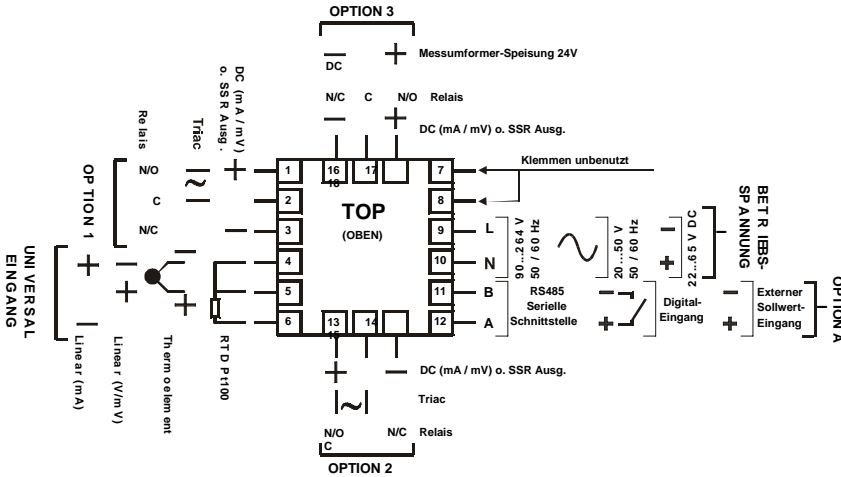 OPTION 3
Messumformer-Speisung 24V
DC
N/C C N/O Relais
DC (mA / mV) o. SSR Ausg.
DC (mA / mV)
o. SSR Ausg.
Triac
Relais
OPTION 1
N/O
C
N/C
UNIVERSAL
EINGANG
Linear (mA)
Linear (V/mV)
Thermoelement
RTD Pt100
1
2
3
4
5
6
16 17
18
TOP
(OBEN)
13 14
15
7
8
9
10
11
12
Klemmen unbenutzt
L
N
B
A
90...264 V
50 / 60 Hz
20...50 V
50 / 60 Hz
22...65 V DC
BETRIEBS-
SPANNUNG
RS485
Serielle
Schnittstelle
Digital-
Eingang
Externer
Sollwert-
Eingang
OPTION A
DC (mA / mV) o. SSR Ausg.
Triac
N/O N/C Relais
C
OPTION 2